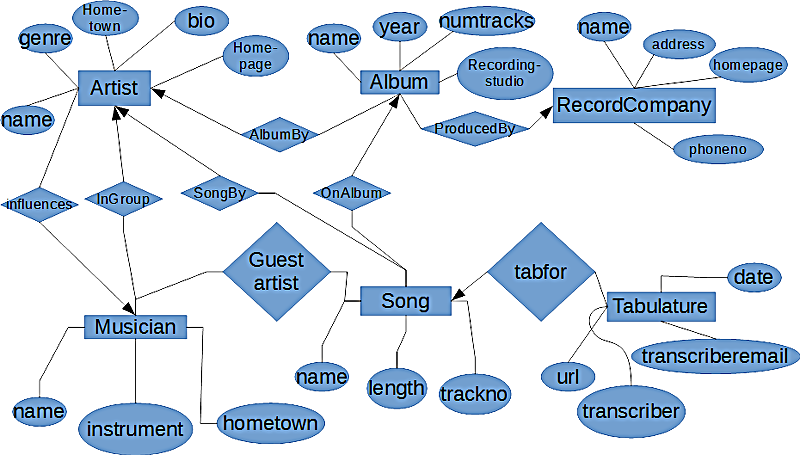 Home-
town
bio
numtracks
genre
name
year
name
address
Home-
page
homepage
Artist
Album
Recording-
studio
RecordCompany
name
AlbumBy
ProducedBy
phoneno
influences
InGroup
SongBy
OnAlbum
Guest
artist
tabfor
date
Song
Tabulature
Musician
transcriberemail
name
url
length
trackno
name
instrument
hometown
transcriber